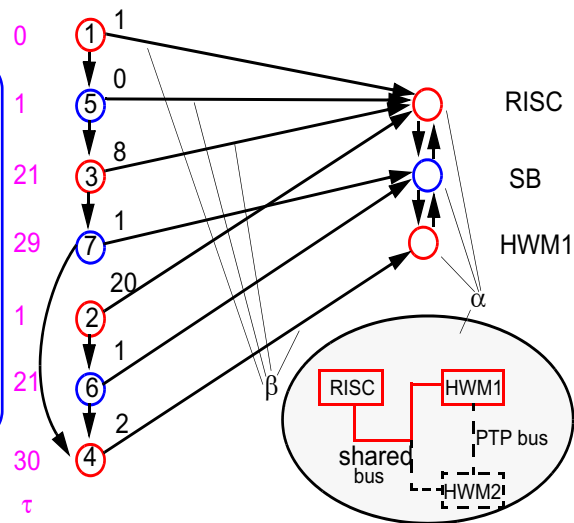 0 1 1
1 5 0 RISC
21 3 8 SB
29 7 1 HWM1
1 2 20
21 6 1
30 4 2
τ
β
α
RISC HWM1
shared PTP bus
bus
HWM2